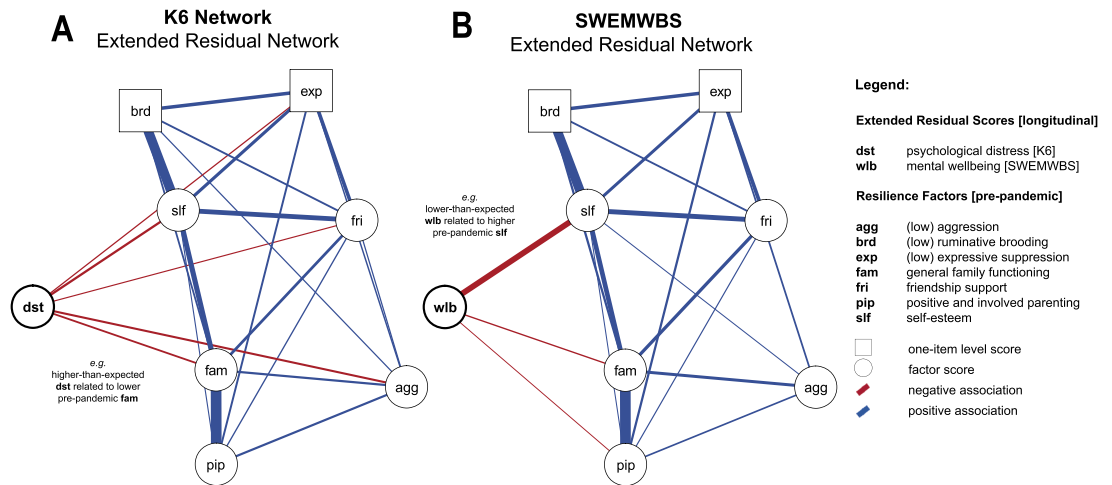 A
K6 Network
Extended Residual Network
brd
exp
slf
fri
dst
e.g.
higher-than-expected
dst related to lower
pre-pandemic fam
fam
agg
pip
B
SWEMWBS
Extended Residual Network
brd
exp
e.g.
lower-than-expected
wlb related to higher
pre-pandemic slf
slf
fri
wlb
fam
agg
pip
Legend:
Extended Residual Scores [longitudinal]
dst psychological distress [K6]
wlb mental wellbeing [SWEMWBS]
Resilience Factors [pre-pandemic]
agg (low) aggression
brd (low) ruminative brooding
exp (low) expressive suppression
fam general family functioning
fri friendship support
pip positive and involved parenting
slf self-esteem
one-item level score
factor score
negative association
positive association